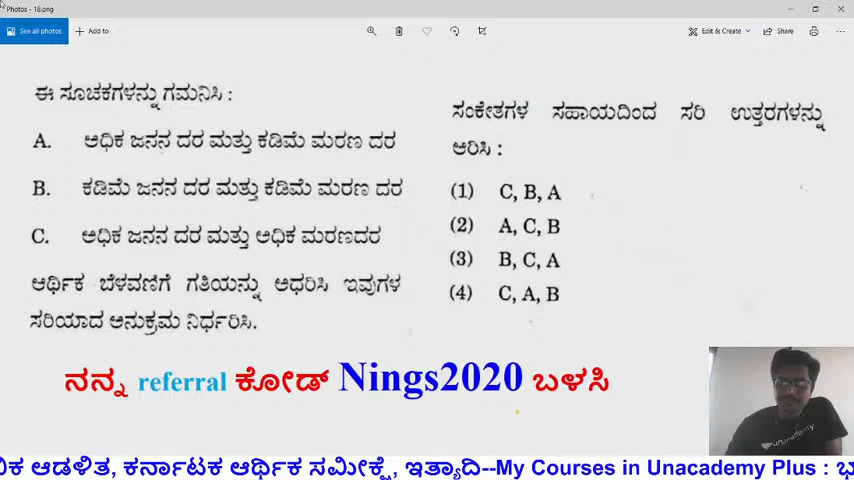 Photos - 18.png
See all photos
Add to
Edit & Create
Share
ಈ ಸೂಚಕಗಳನ್ನು ಗಮನಿಸಿ :
A. ಅಧಿಕ ಜನನ ದರ ಮತ್ತು ಕಡಿಮೆ ಮರಣ ದರ
B. ಕಡಿಮೆ ಜನನ ದರ ಮತ್ತು ಕಡಿಮೆ ಮರಣ ದರ
C. ಅಧಿಕ ಜನನ ದರ ಮತ್ತು ಅಧಿಕ ಮರಣದರ
ಆರ್ಥಿಕ ಬೆಳವಣಿಗೆ ಗತಿಯನ್ನು ಅಧರಿಸಿ ಇವುಗಳ
ಸರಿಯಾದ ಅನುಕ್ರಮ ನಿರ್ಧರಿಸಿ.
ಸಂಕೇತಗಳ ಸಹಾಯದಿಂದ ಸರಿ ಉತ್ತರಗಳನ್ನು
ಆರಿಸಿ :
(1) C, B, A
(2) A, C, B
(3) B, C, A
(4) C, A, B
ನನ್ನ referral ಕೋಡ್ Nings2020 ಬಳಸಿ
unacademy
ಆಡಳಿತ, ಕರ್ನಾಟಕ ಆರ್ಥಿಕ ಸಮೀಕ್ಷೆ, ಇತ್ಯಾದಿ--My Courses in Unacademy Plus :